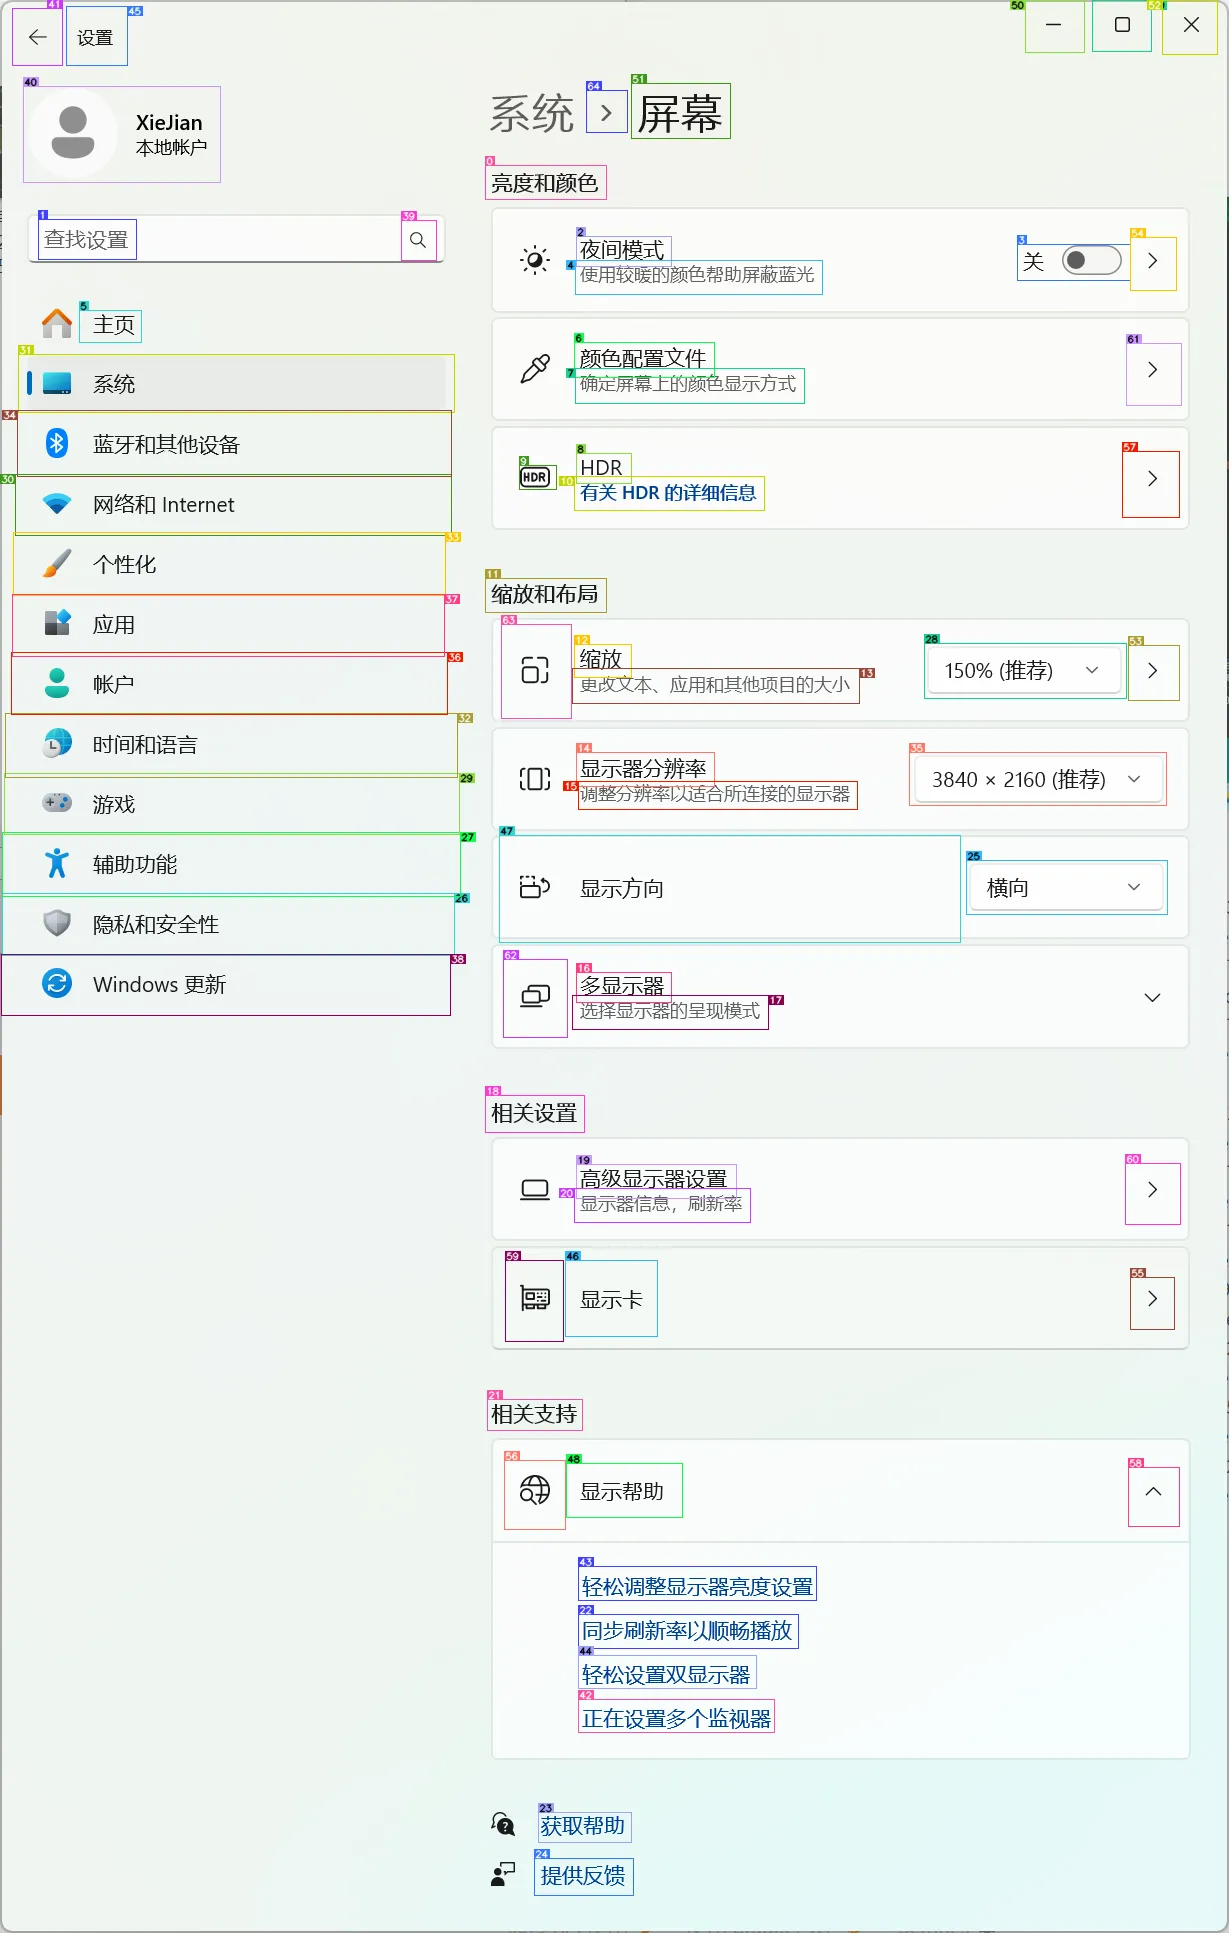 设置
XieJian
本地帐户
查找设置
主页
系统
蓝牙和其他设备
网络和 Internet
个性化
应用
帐户
时间和语言
游戏
辅助功能
隐私和安全性
Windows 更新
系统 > 屏幕
亮度和颜色
夜间模式
使用较暖的颜色帮助屏蔽蓝光
关
颜色配置文件
确定屏幕上的颜色显示方式
HDR
HDR
有关 HDR 的详细信息
缩放和布局
缩放
更改文本、应用和其他项目的大小
150% (推荐)
显示器分辨率
调整分辨率以适合所连接的显示器
3840 × 2160 (推荐)
显示方向
横向
多显示器
选择显示器的呈现模式
相关设置
高级显示器设置
显示器信息，刷新率
显示卡
相关支持
显示帮助
轻松调整显示器亮度设置
同步刷新率以顺畅播放
轻松设置双显示器
正在设置多个监视器
获取帮助
提供反馈